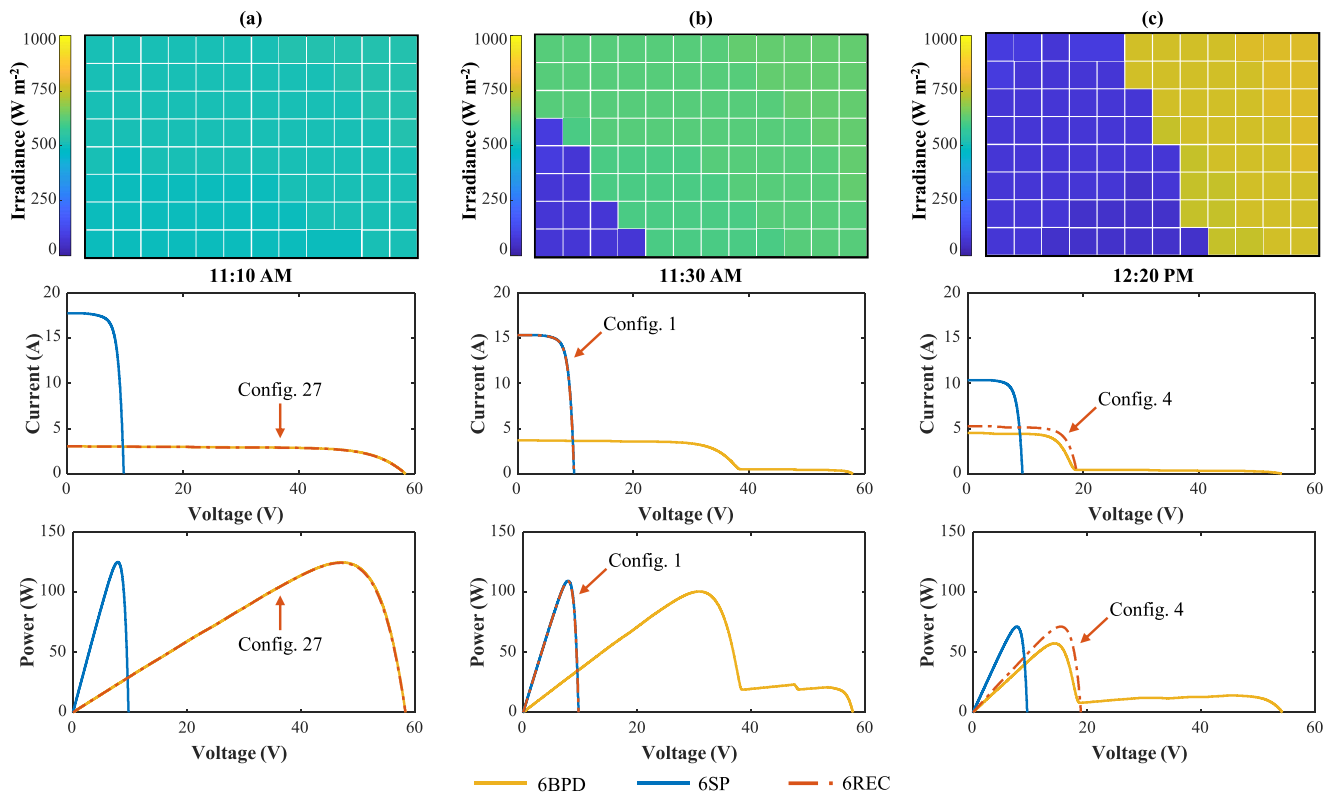 (a)
(b)
(c)
Irradiance (W m-2)
1000
750
500
250
0
11:10 AM
Irradiance (W m-2)
1000
750
500
250
0
11:30 AM
Irradiance (W m-2)
1000
750
500
250
0
12:20 PM
Current (A)
20
15
10
5
0
Config. 27
0
20
40
60
Voltage (V)
Current (A)
20
15
10
5
0
Config. 1
0
20
40
60
Voltage (V)
Current (A)
20
15
10
5
0
Config. 4
0
20
40
60
Voltage (V)
Power (W)
150
100
50
0
Config. 27
0
20
40
60
Voltage (V)
Power (W)
150
100
50
0
Config. 1
0
20
40
60
Voltage (V)
Power (W)
150
100
50
0
Config. 4
0
20
40
60
Voltage (V)
6BPD
6SP
6REC